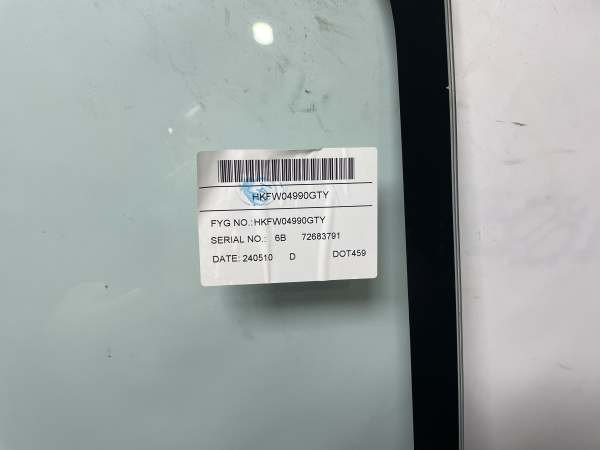 HKFW04990GTY
FYG NO.:HKFW04990GTY
SERIAL NO.: 6B 72683791
DATE: 240510 D DOT459